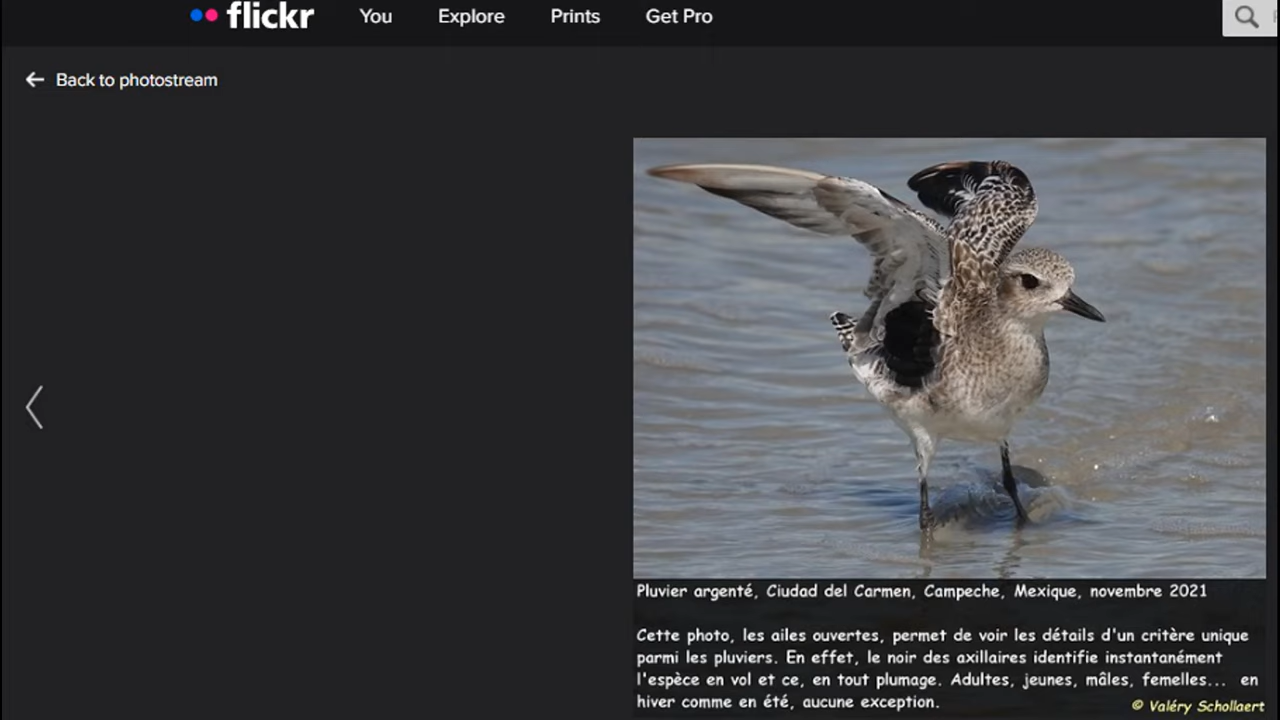 flickr You Explore Prints Get Pro
Back to photostream
Pluvier argenté, Ciudad del Carmen, Campeche, Mexique, novembre 2021
Cette photo, les ailes ouvertes, permet de voir les détails d'un critère unique
parmi les pluviers. En effet, le noir des axillaires identifie instantanément
l'espèce en vol et ce, en tout plumage. Adultes, jeunes, mâles, femelles... en
hiver comme en été, aucune exception.
© Valéry Schollaert